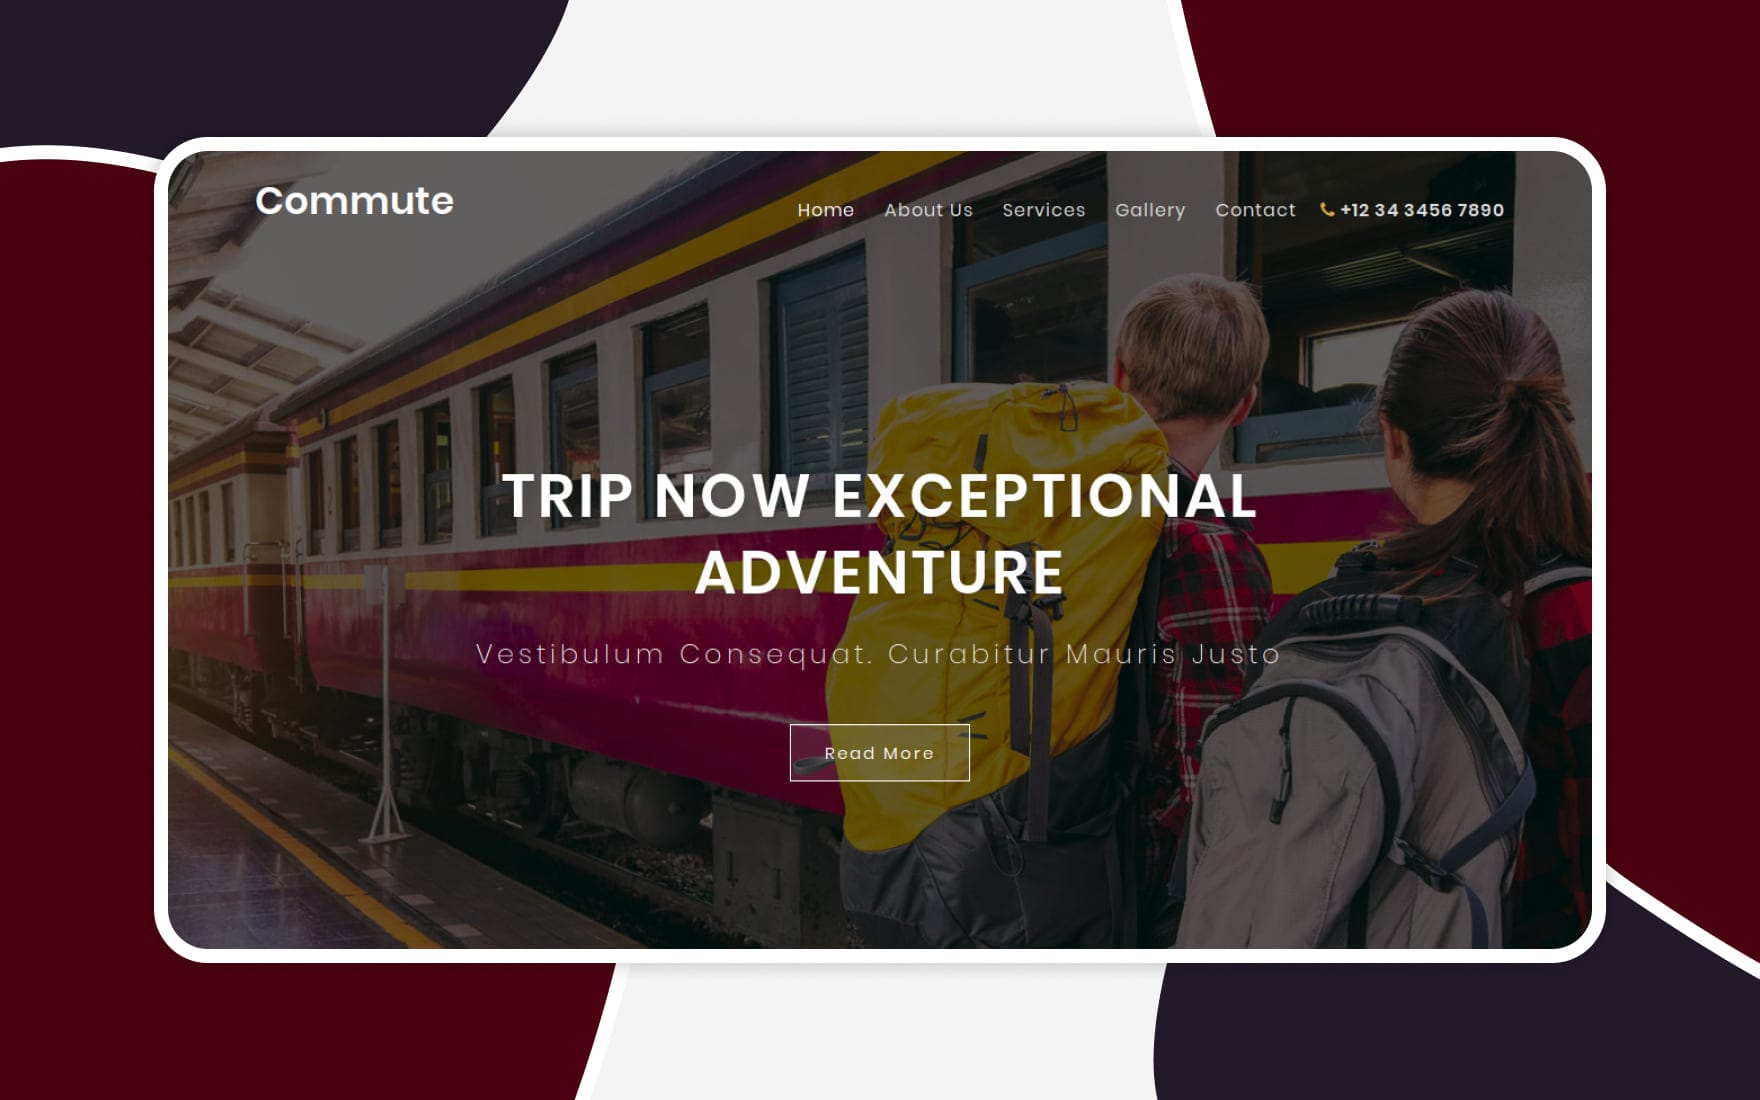 Commute
Home About Us Services Gallery Contact +12 34 3456 7890
TRIP NOW EXCEPTIONAL
ADVENTURE
Vestibulum Consequat. Curabitur Mauris Justo
Read More